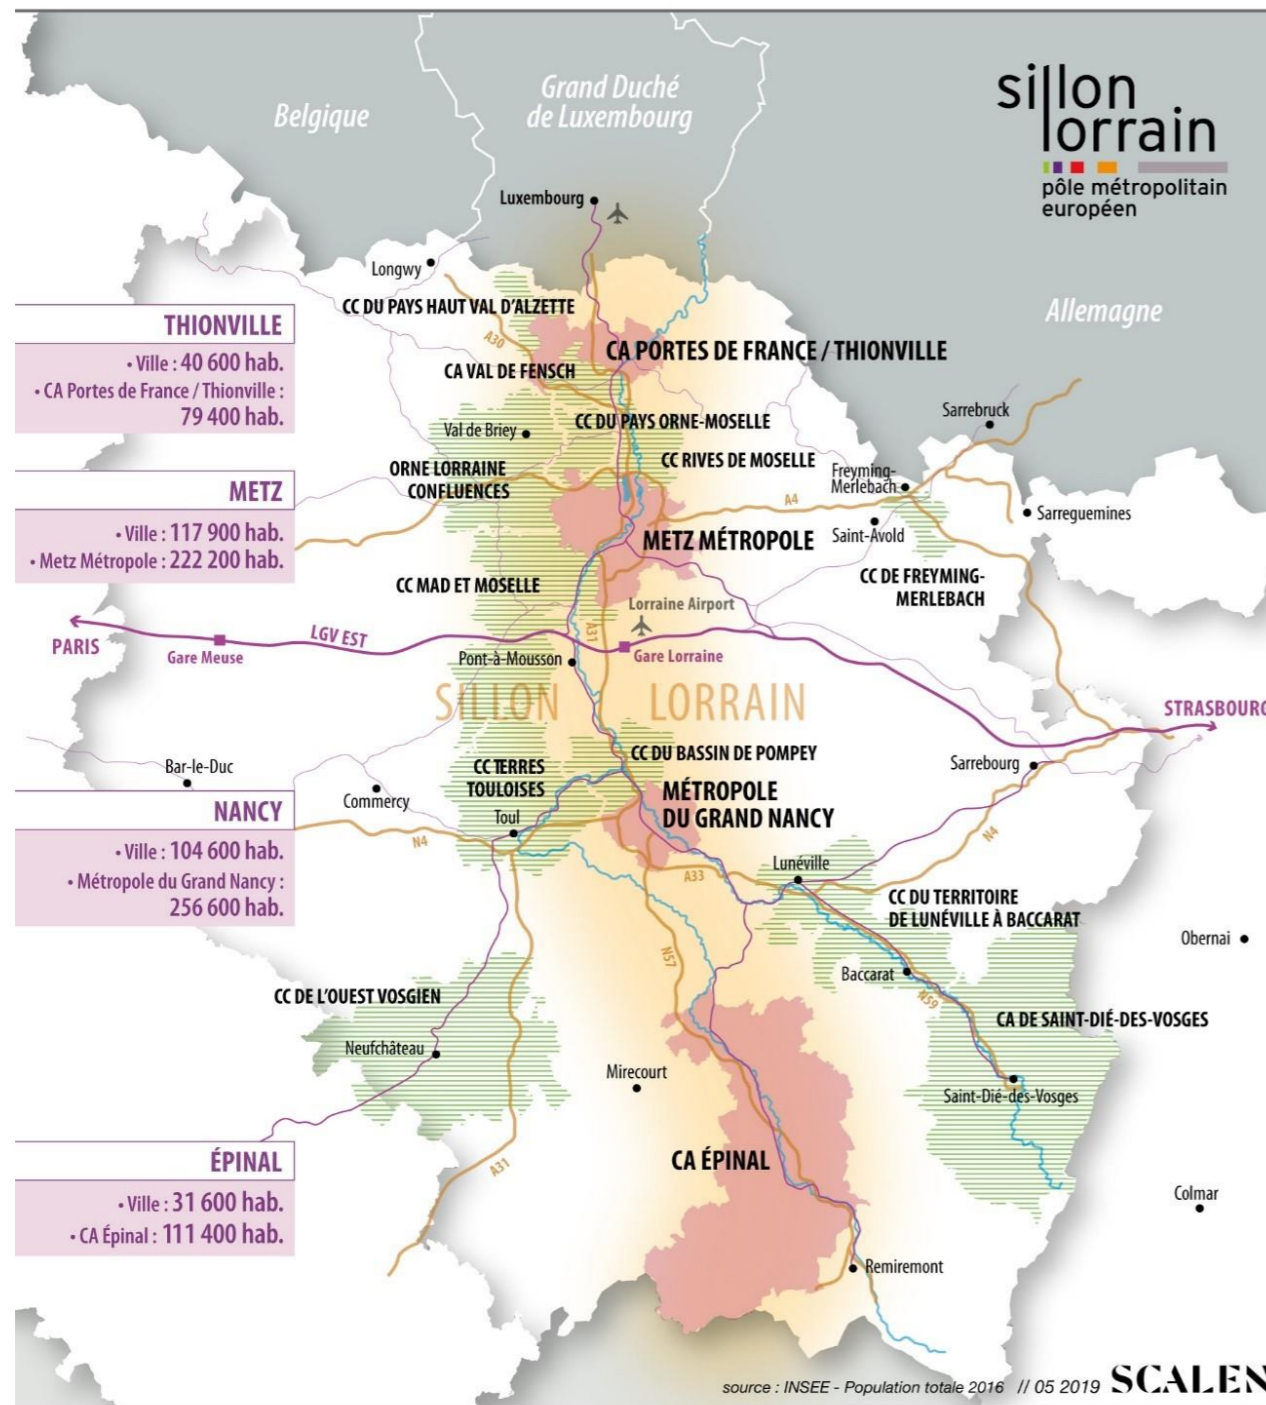 Belgique
Grand Duché
de Luxembourg
sillon
lorrain
pôle métropolitain
européen
Luxembourg
Longwy
Allemagne
CC DU PAYS HAUT VAL D'ALZETTE
A30
THIONVILLE
• Ville : 40 600 hab.
• CA Portes de France / Thionville :
79 400 hab.
CA PORTES DE FRANCE / THIONVILLE
CA VAL DE FENSCH
Sarrebruck
CC DU PAYS ORNE-MOSELLE
Val de Briey
CC RIVES DE MOSELLE
ORNE LORRAINE
CONFLUENCES
Freyming-
Merlebach
METZ
• Ville : 117 900 hab.
• Metz Métropole : 222 200 hab.
A4
Sarreguemines
Saint-Avold
METZ MÉTROPOLE
CC DE FREYMING-
MERLEBACH
CC MAD ET MOSELLE
Lorraine Airport
A31
PARIS
LGV EST
Gare Meuse
Gare Lorraine
Pont-à-Mousson
SILLON LORRAIN
STRASBOURG
CC DU BASSIN DE POMPEY
Bar-le-Duc
CC TERRES
TOULOISES
Sarrebourg
MÉTROPOLE
DU GRAND NANCY
Commercy
Toul
NANCY
• Ville : 104 600 hab.
• Métropole du Grand Nancy :
256 600 hab.
N4
N4
A33
Lunéville
CC DU TERRITOIRE
DE LUNÉVILLE À BACCARAT
Obernai
N57
Baccarat
N59
CC DE L'OUEST VOSGIEN
CA DE SAINT-DIÉ-DES-VOSGES
Neufchâteau
Mirecourt
Saint-Dié-des-Vosges
ÉPINAL
• Ville : 31 600 hab.
• CA Épinal : 111 400 hab.
A31
CA ÉPINAL
Colmar
Remiremont
source : INSEE - Population totale 2016 // 05 2019 SCALEN